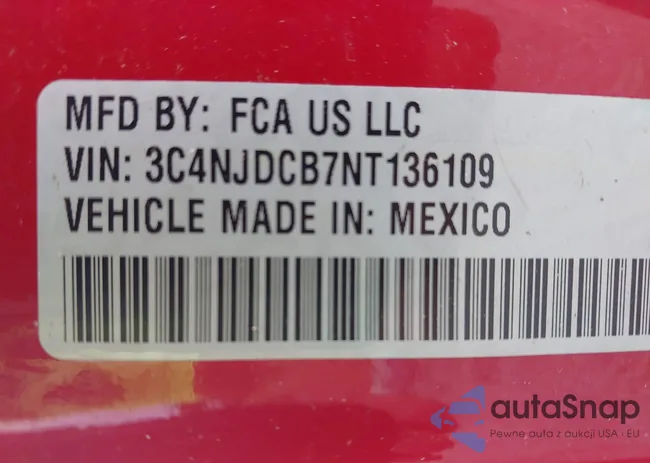 MFD BY: FCA US LLC
VIN: 3C4NJDCB7NT136109
VEHICLE MADE IN: MEXICO
autaSnap
Pewne auta z aukcji USA i EU